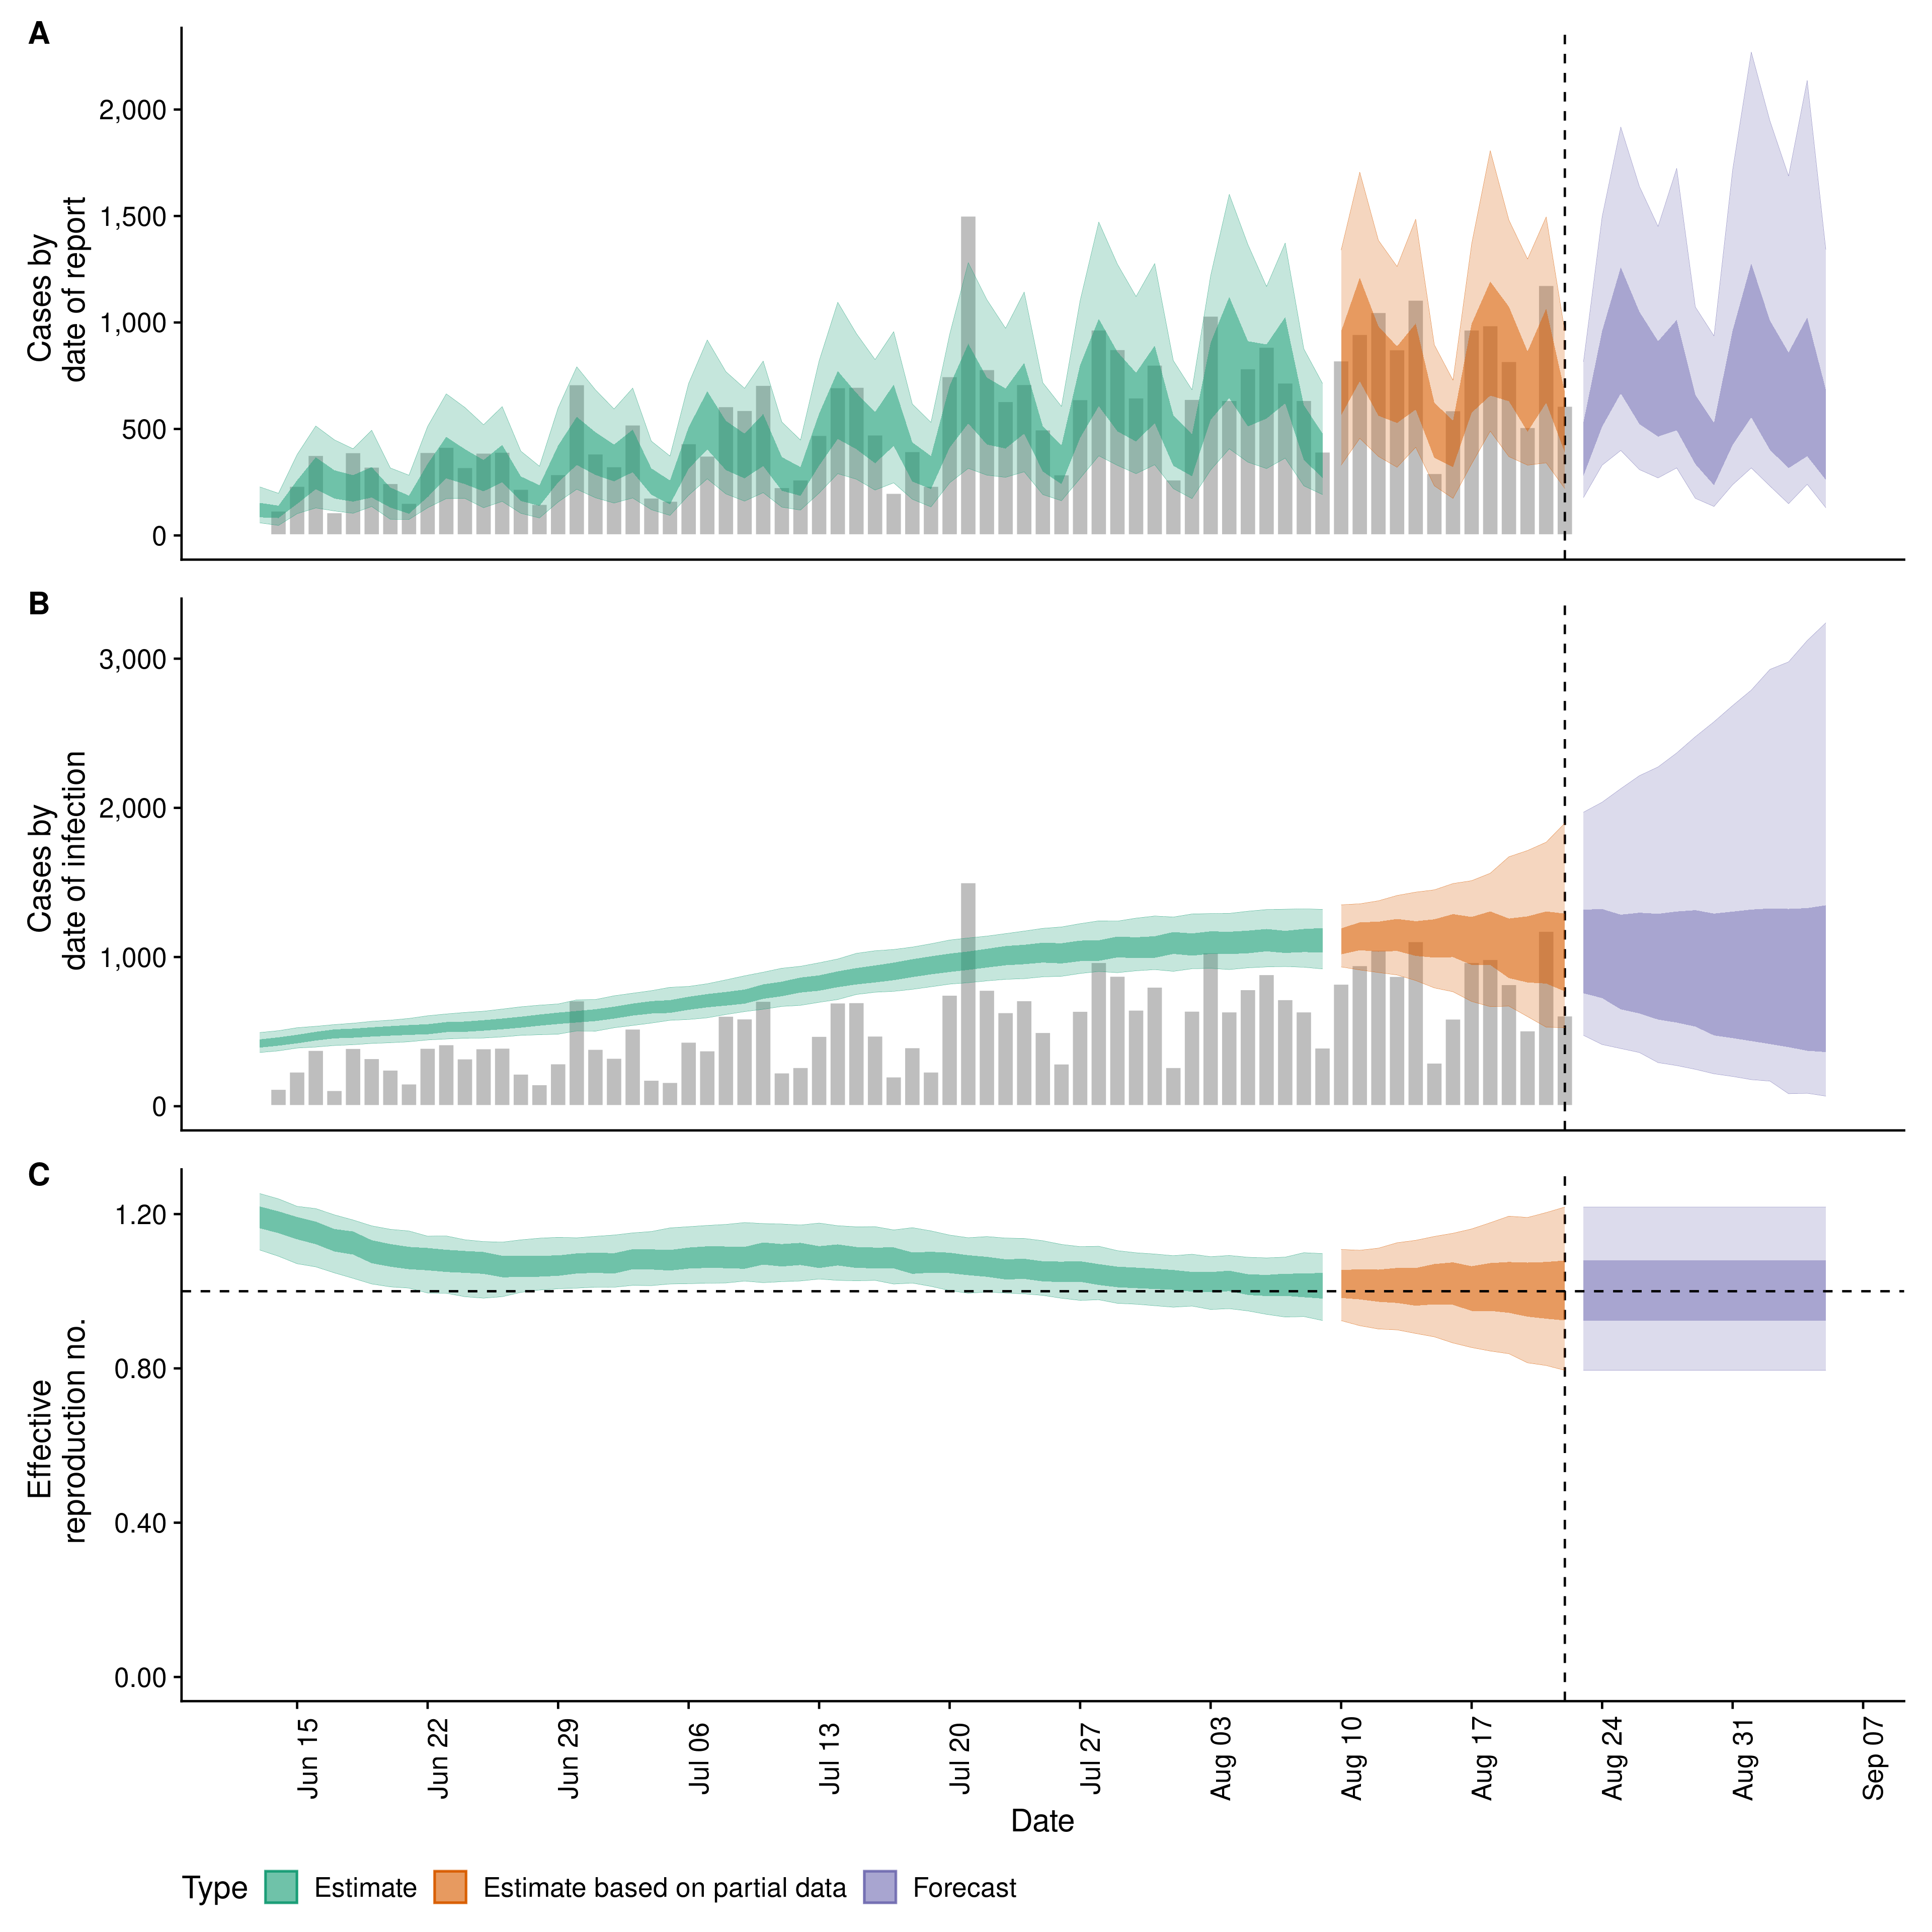 A
Cases by
date of report
2,000
1,500
1,000
500
0
B
Cases by
date of infection
3,000
2,000
1,000
0
C
Effective
reproduction no.
1.20
0.80
0.40
0.00
Jun 15
Jun 22
Jun 29
Jul 06
Jul 13
Jul 20
Jul 27
Aug 03
Aug 10
Aug 17
Aug 24
Aug 31
Sep 07
Date
Type Estimate Estimate based on partial data Forecast